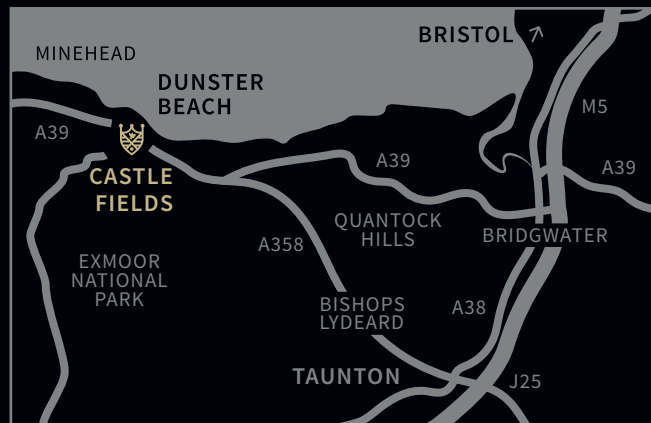 BRISTOL
MINEHEAD
DUNSTER
BEACH
M5
A39
A39
A39
CASTLE
FIELDS
QUANTOCK
HILLS
BRIDGWATER
A358
EXMOOR
NATIONAL
PARK
BISHOPS
LYDEARD
A38
TAUNTON
J25